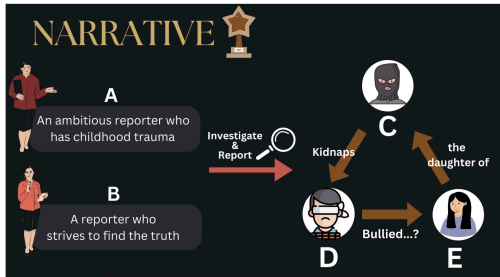 NARRATIVE
A
An ambitious reporter who
has childhood trauma
B
A reporter who
strives to find the truth
Investigate
&
Report
C
Kidnaps
the
daughter of
D
Bullied...?
E